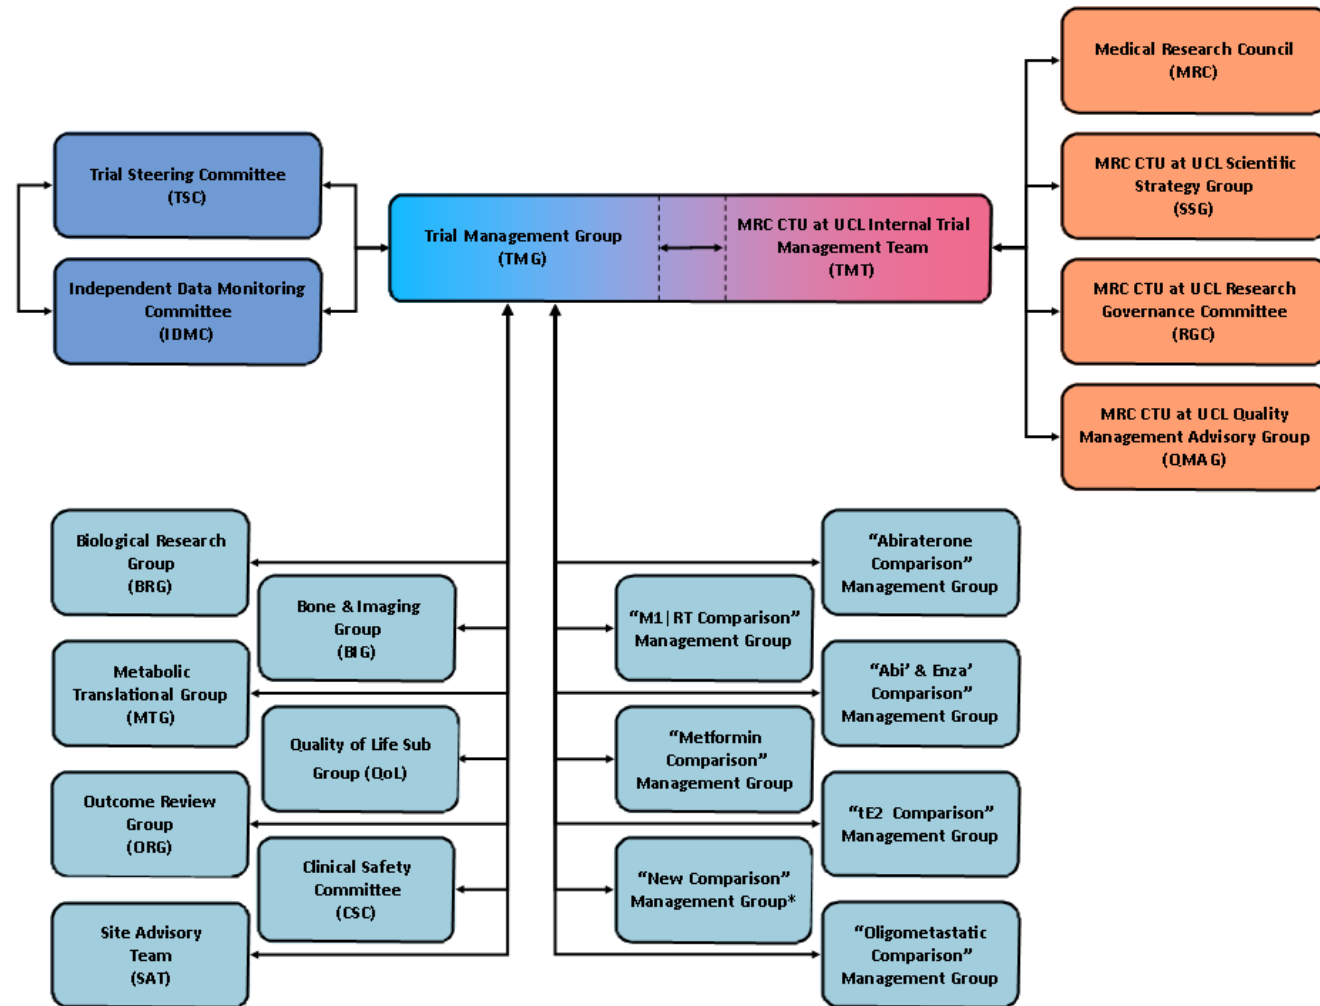 Medical Research Council
(MRC)
Trial Steering Committee
(TSC)
MRC CTU at UCL Scientific
Strategy Group
(SSG)
Trial Management Group
(TMG)
MRC CTU at UCL Internal Trial
Management Team
(TMT)
Independent Data Monitoring
Committee
(IDMC)
MRC CTU at UCL Research
Governance Committee
(RGC)
MRC CTU at UCL Quality
Management Advisory Group
(QMAG)
Biological Research
Group
(BRG)
Bone & Imaging
Group
(BIG)
Metabolic
Translational Group
(MTG)
Quality of Life Sub
Group (QoL)
Outcome Review
Group
(ORG)
Clinical Safety
Committee
(CSC)
Site Advisory
Team
(SAT)
“Abiraterone
Comparison”
Management Group
“M1|RT Comparison”
Management Group
“Abi’ & Enza’
Comparison”
Management Group
“Metformin
Comparison”
Management Group
“tE2 Comparison”
Management Group
“New Comparison”
Management Group*
“Oligometastatic
Comparison”
Management Group